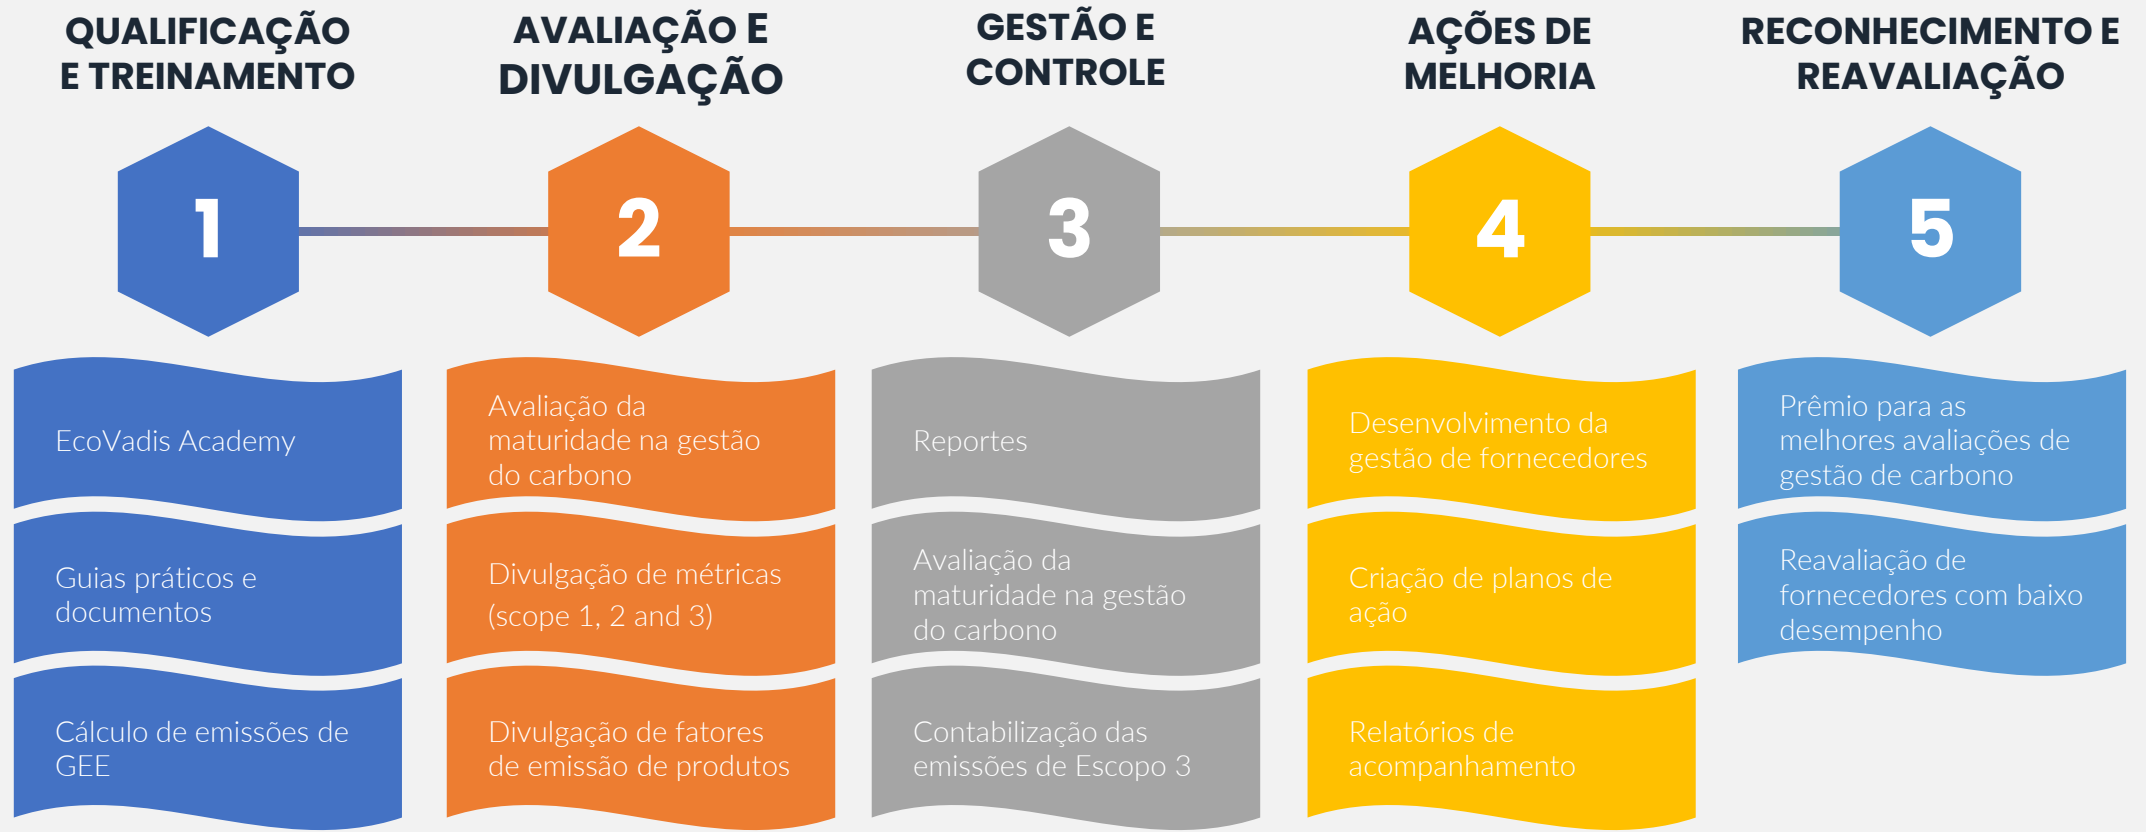 QUALIFICAÇÃO
E TREINAMENTO
1
EcoVadis Academy
Guias práticos e
documentos
Cálculo de emissões de
GEE
AVALIAÇÃO E
DIVULGAÇÃO
2
Avaliação da
maturidade na gestão
do carbono
Divulgação de métricas
(scope 1, 2 and 3)
Divulgação de fatores
de emissão de produtos
GESTÃO E
CONTROLE
3
Reportes
Avaliação da
maturidade na gestão
do carbono
Contabilização das
emissões de Escopo 3
AÇÕES DE
MELHORIA
4
Desenvolvimento da
gestão de fornecedores
Criação de planos de
ação
Relatórios de
acompanhamento
RECONHECIMENTO E
REAVALIAÇÃO
5
Prêmio para as
melhores avaliações de
gestão de carbono
Reavaliação de
fornecedores com baixo
desempenho